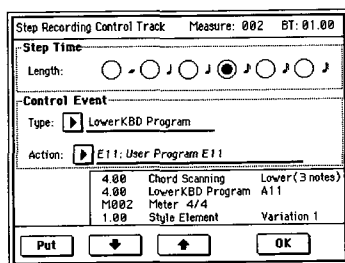 Step Recording Control Track Measure: 002 BT: 01.00
Step Time
Length:
Control Event
Type: LowerKBD Program
Action: E11: User Program E11
4.00 Chord Scanning Lower(3 notes)
4.00 LowerKBD Program A11
M002 Meter 4/4
1.00 Style Element Variation 1
Put OK